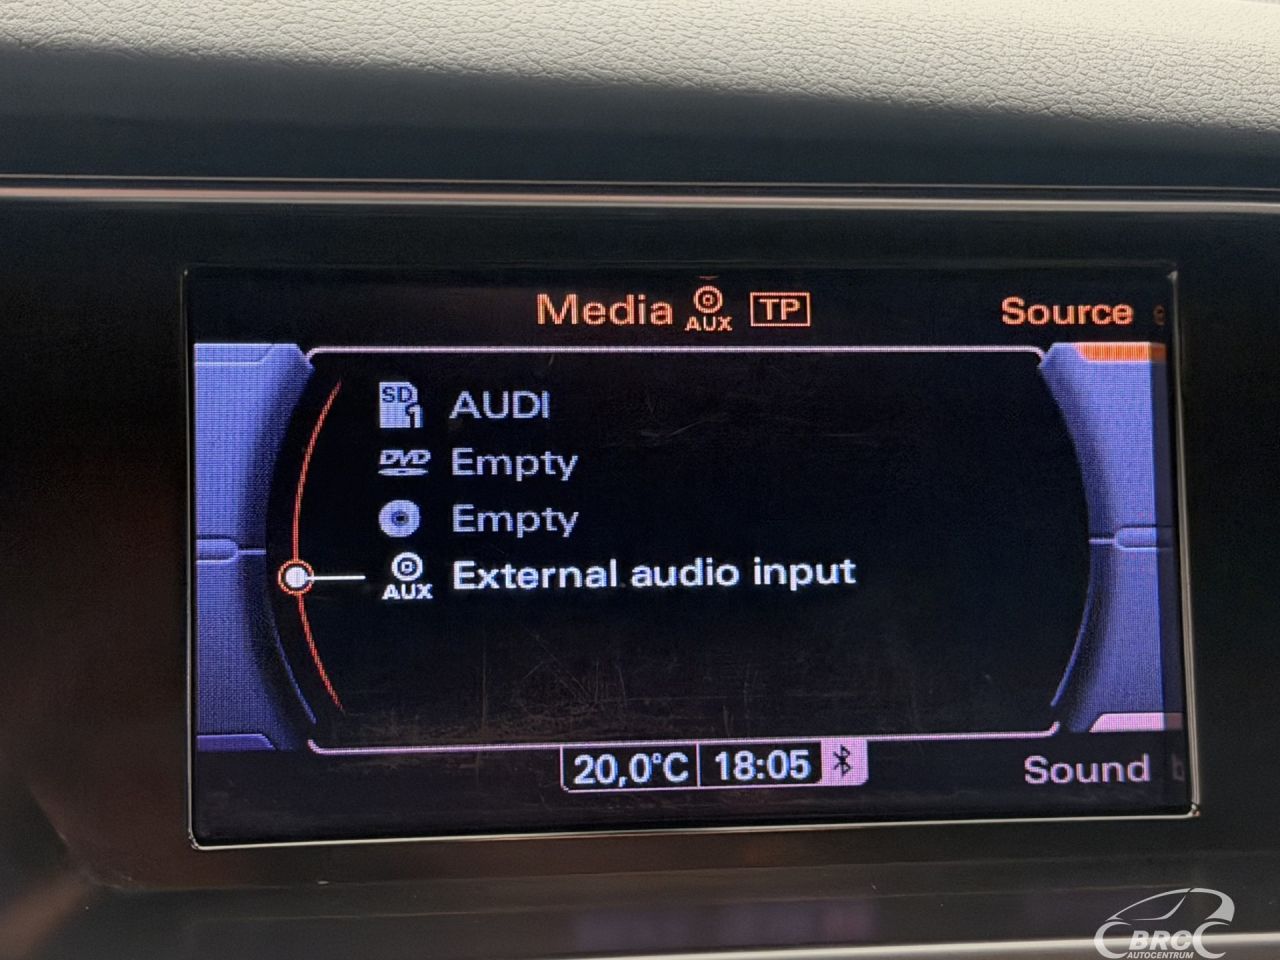 Media AUX TP Source
SD 1 AUDI
DVD Empty
Empty
AUX External audio input
20,0°C 18:05
Sound
BRC
AUTOCENTRUM